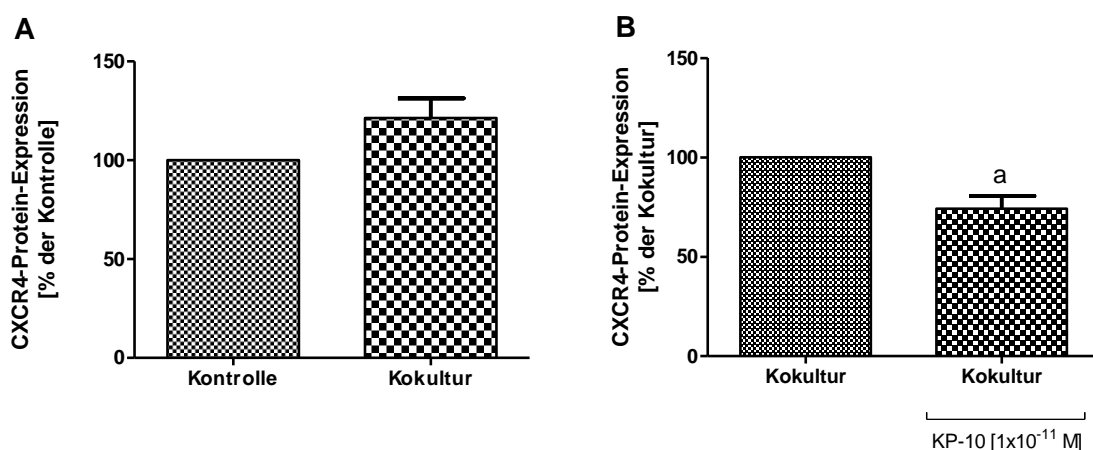 A
CXCR4-Protein-Expression
[% der Kontrolle]
150
100
50
0
Kontrolle Kokultur
B
CXCR4-Protein-Expression
[% der Kokultur]
150
100
50
0
a
Kokultur Kokultur
KP-10 [1x10⁻¹¹ M]